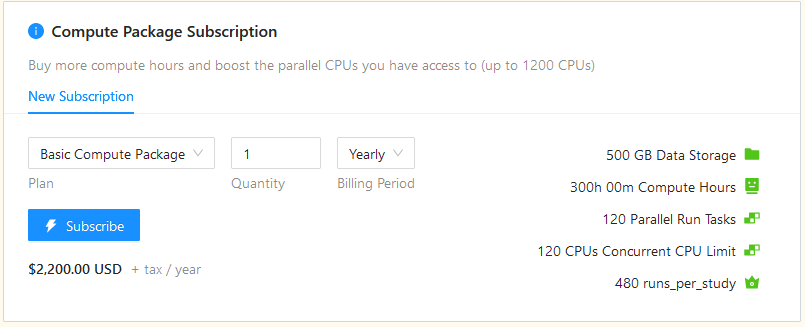 Compute Package Subscription
Buy more compute hours and boost the parallel CPUs you have access to (up to 1200 CPUs)
New Subscription
Basic Compute Package
1
Yearly
Plan
Quantity
Billing Period
Subscribe
$2,200.00 USD + tax / year
500 GB Data Storage
300h 00m Compute Hours
120 Parallel Run Tasks
120 CPUs Concurrent CPU Limit
480 runs_per_study